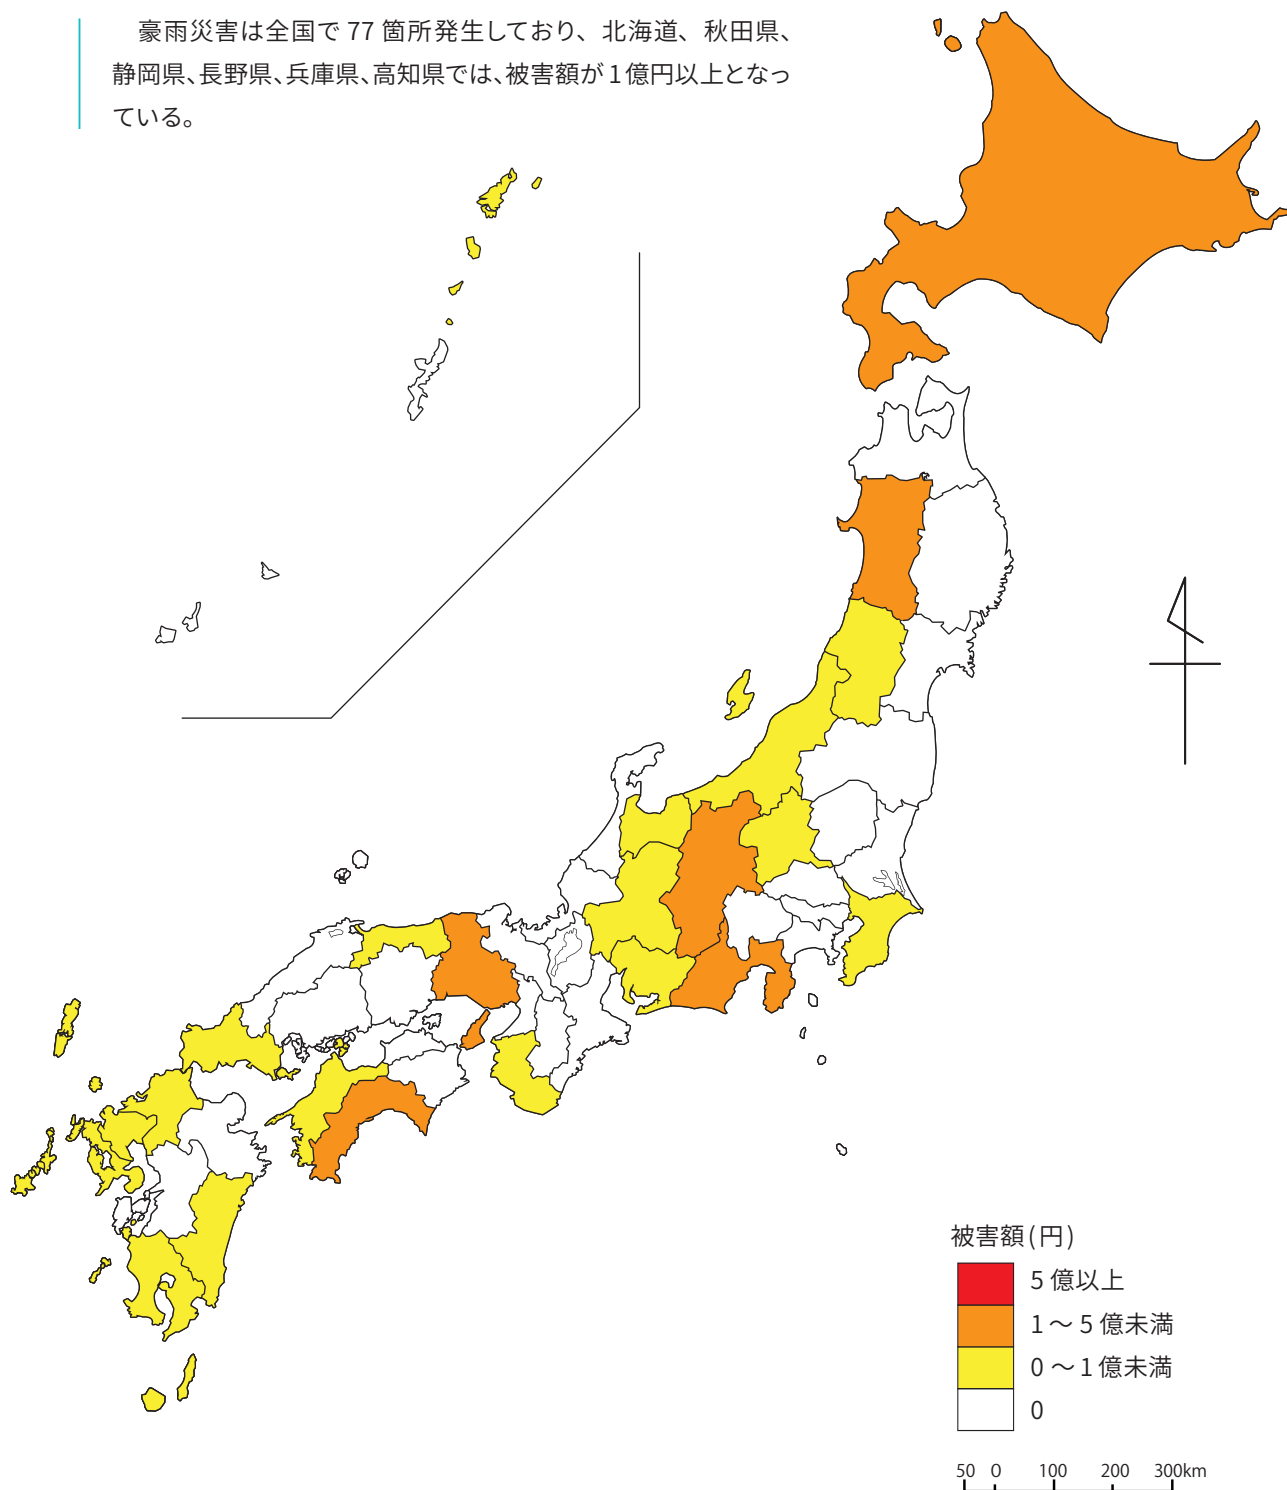 豪雨災害は全国で 77 箇所発生しており、北海道、秋田県、
静岡県、長野県、兵庫県、高知県では、被害額が 1 億円以上となっ
ている。
被害額(円)
5 億以上
1～5 億未満
0～1 億未満
0
50 0 100 200 300km